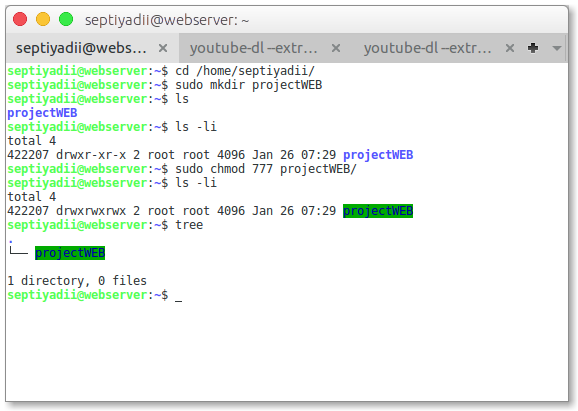 septiyadii@webserver: ~
septiyadii@webs... × youtube-dl --extr... × youtube-dl --extr... ×
septiyadii@webserver:~$ cd /home/septiyadii/
septiyadii@webserver:~$ sudo mkdir projectWEB
septiyadii@webserver:~$ ls
projectWEB
septiyadii@webserver:~$ ls -li
total 4
422207 drwxr-xr-x 2 root root 4096 Jan 26 07:29 projectWEB
septiyadii@webserver:~$ sudo chmod 777 projectWEB/
septiyadii@webserver:~$ ls -li
total 4
422207 drwxrwxrwx 2 root root 4096 Jan 26 07:29 projectWEB
septiyadii@webserver:~$ tree
.
└── projectWEB
1 directory, 0 files
septiyadii@webserver:~$ _